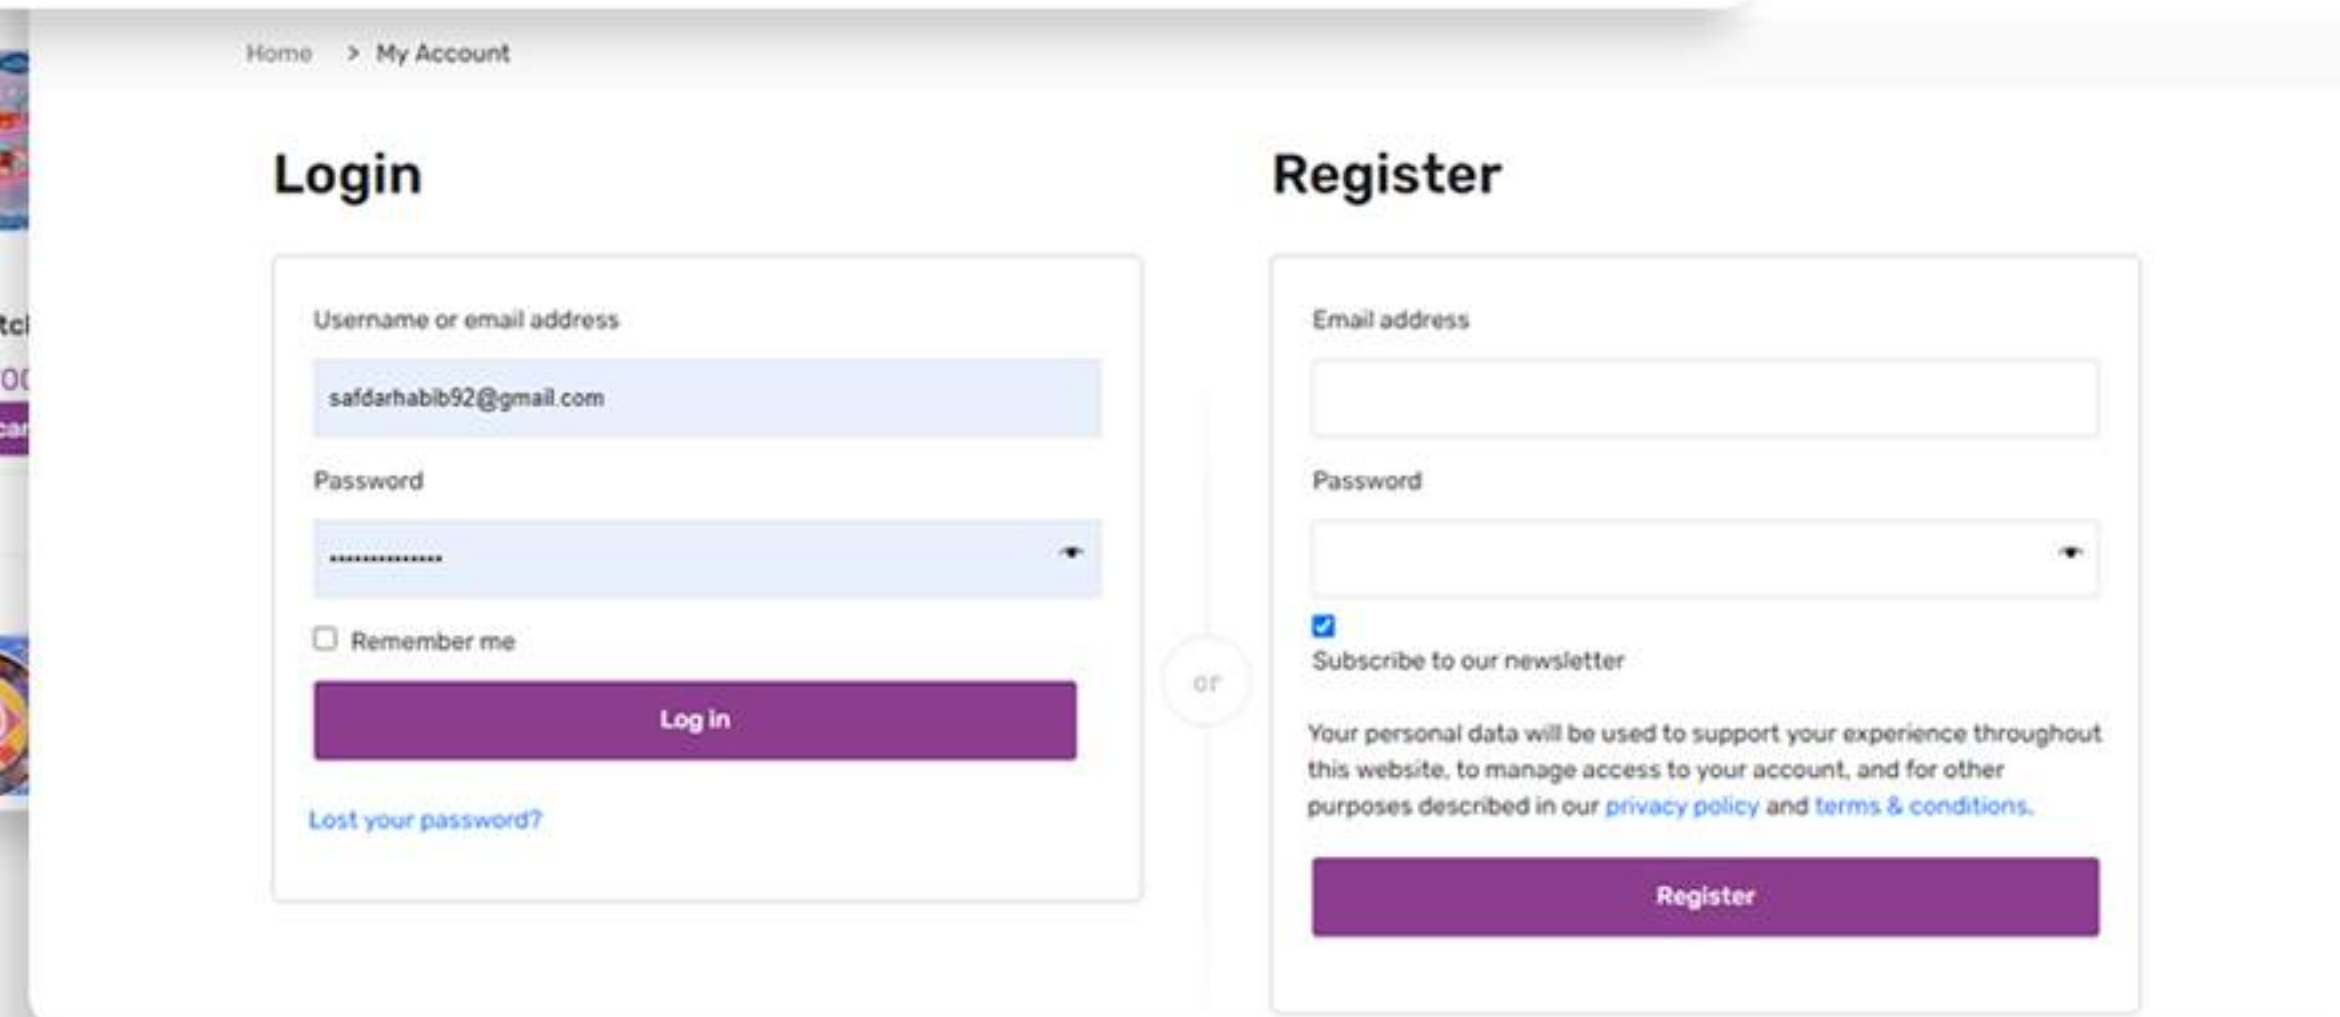 Home > My Account
Login
Username or email address
safdarhabib92@gmail.com
Password
Remember me
Log in
Lost your password?
or
Register
Email address
Password
Subscribe to our newsletter
Your personal data will be used to support your experience throughout
this website, to manage access to your account, and for other
purposes described in our privacy policy and terms & conditions.
Register